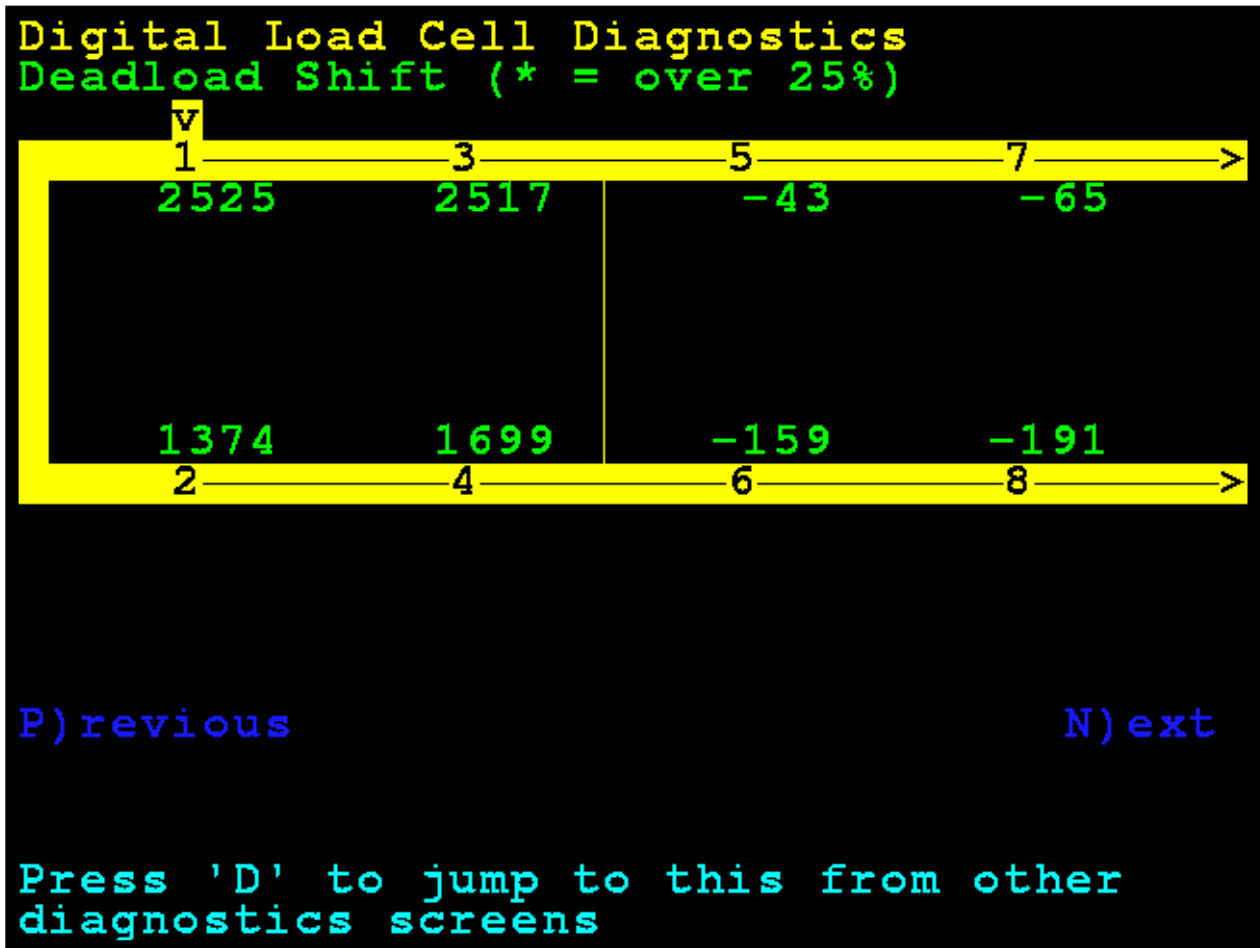 Digital Load Cell Diagnostics
Deadload Shift (* = over 25%)
v
1 3 5 7 >
2525 2517 -43 -65
1374 1699 -159 -191
2 4 6 8 >
P)revious N)ext
Press 'D' to jump to this from other
diagnostics screens